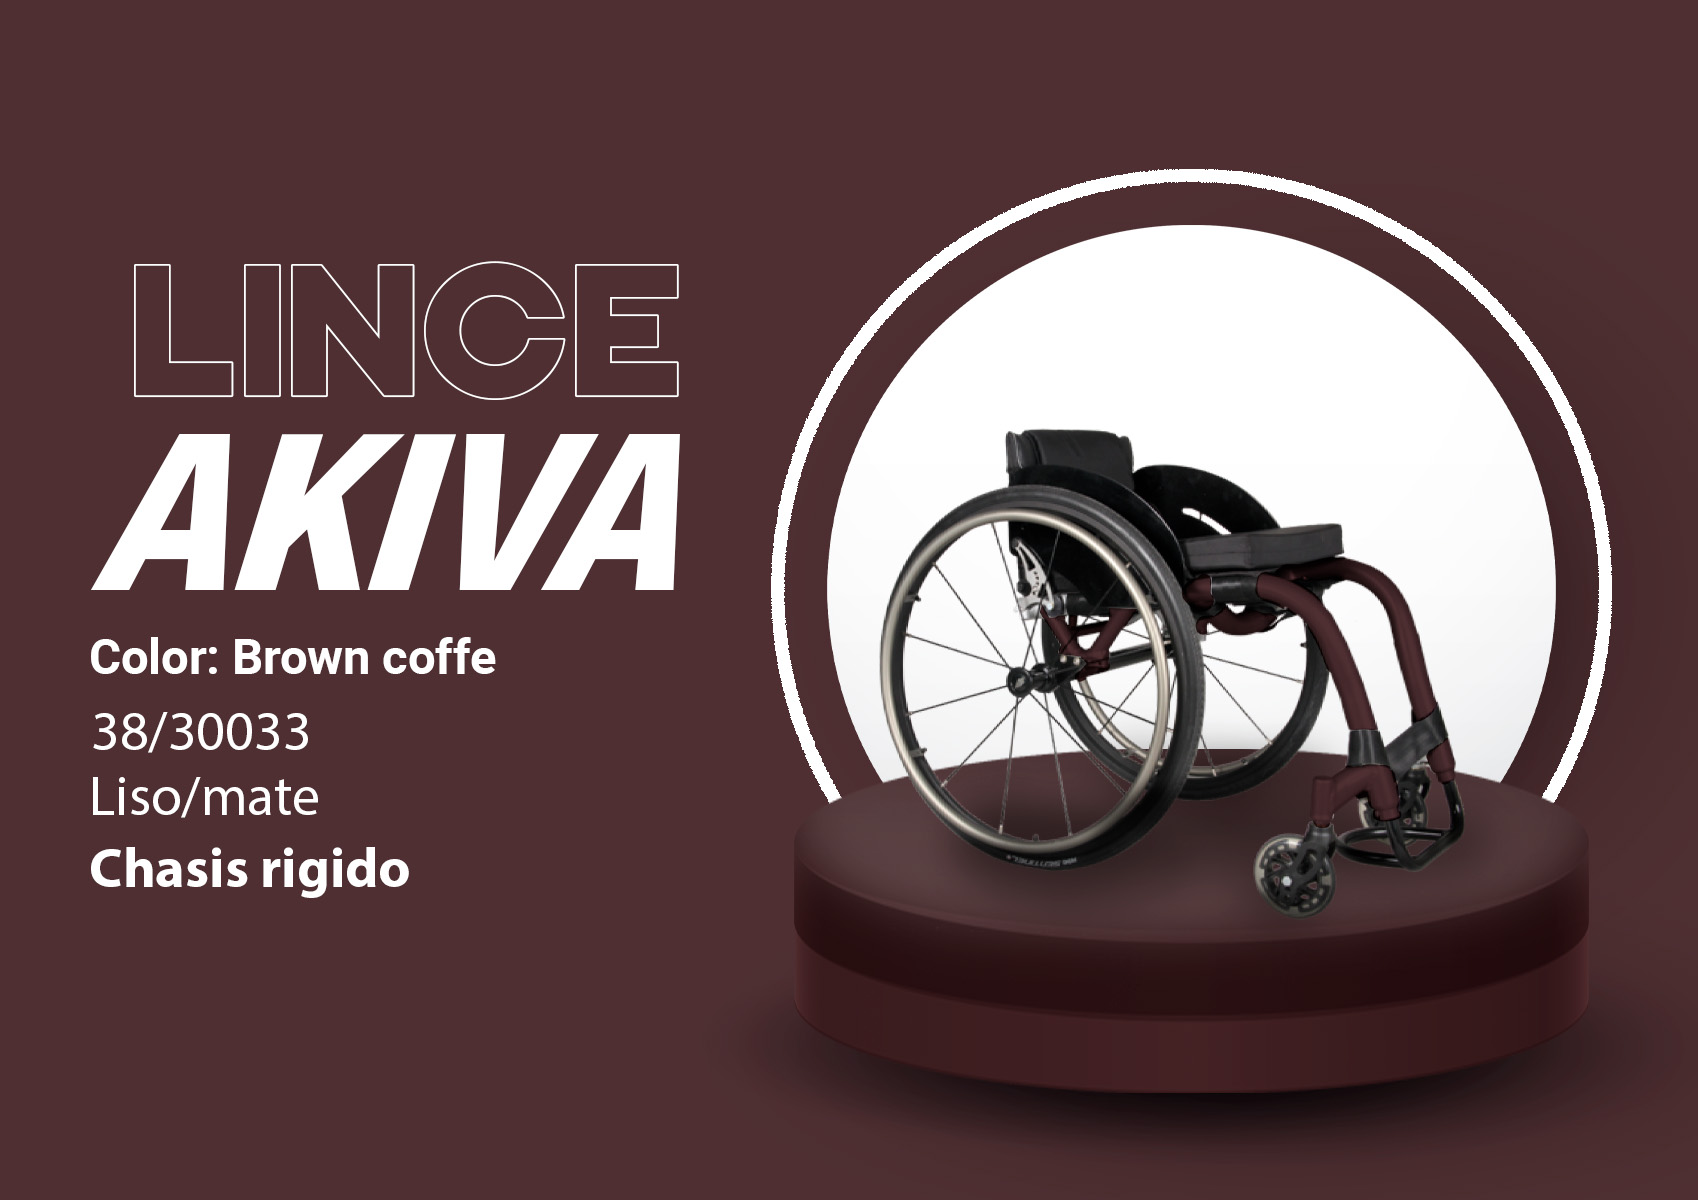 LINCE
AKIVA
Color: Brown coffe
38/30033
Liso/mate
Chasis rigido